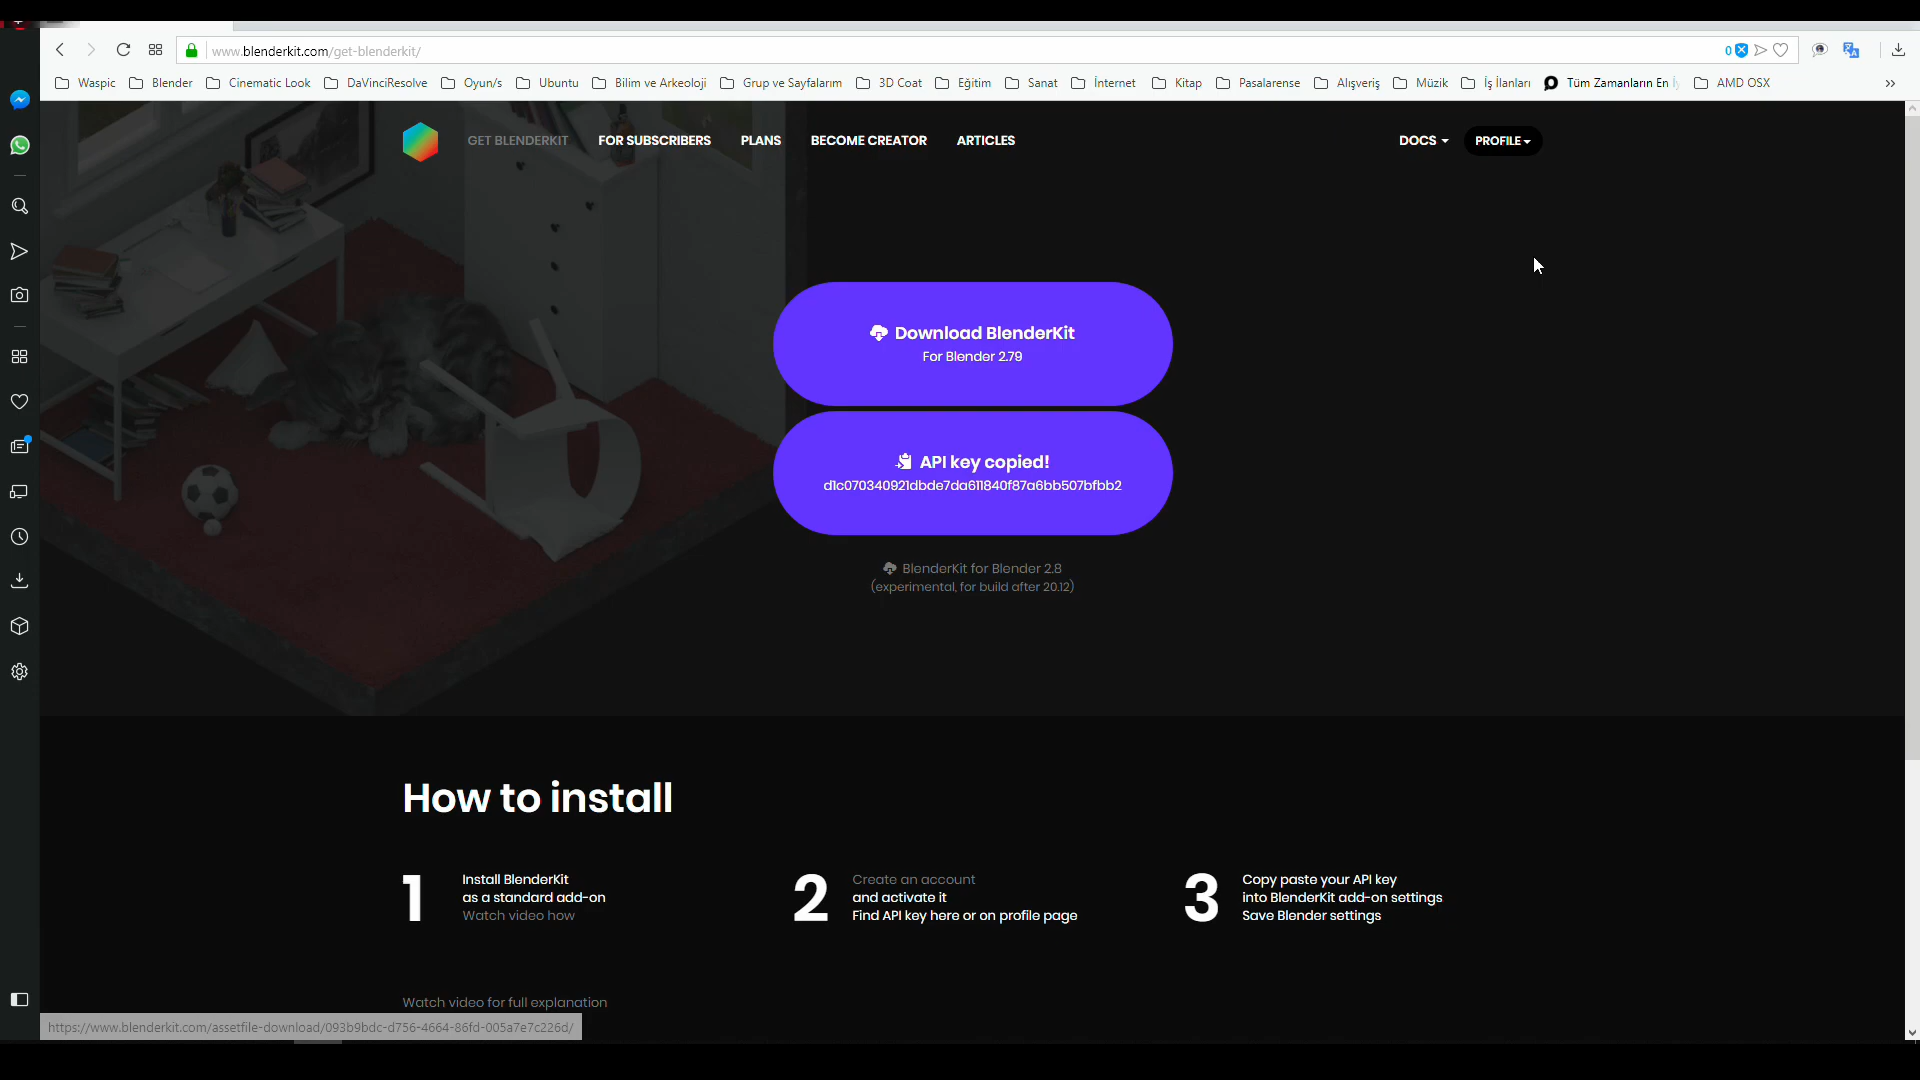 www.blenderkit.com/get-blenderkit/
0
Waspic
Blender
Cinematic Look
DaVinciResolve
Oyun/s
Ubuntu
Bilim ve Arkeoloji
Grup ve Sayfalarım
3D Coat
Eğitim
Sanat
İnternet
Kitap
Pasalarense
Alışveriş
Müzik
İş İlanları
Tüm Zamanların En
AMD OSX
GET BLENDERKIT
FOR SUBSCRIBERS
PLANS
BECOME CREATOR
ARTICLES
DOCS
PROFILE
Download BlenderKit
For Blender 2.79
API key copied!
d1c070340921dbde7da611840f87a6bb507bfbb2
BlenderKit for Blender 2.8
(experimental, for build after 20.12)
How to install
1
Install BlenderKit
as a standard add-on
Watch video how
2
Create an account
and activate it
Find API key here or on profile page
3
Copy paste your API key
into BlenderKit add-on settings
Save Blender settings
Watch video for full explanation
https://www.blenderkit.com/assetfile-download/093b9bdc-d756-4664-86fd-005a7e7c226d/